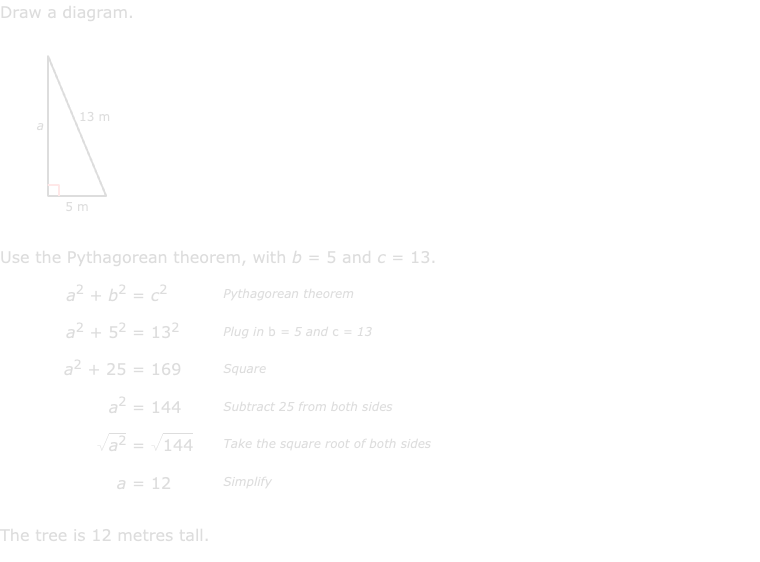 Draw a diagram.
13 m
a
5 m
Use the Pythagorean theorem, with b = 5 and c = 13.
a² + b² = c² Pythagorean theorem
a² + 5² = 13² Plug in b = 5 and c = 13
a² + 25 = 169 Square
a² = 144 Subtract 25 from both sides
√a² = √144 Take the square root of both sides
a = 12 Simplify
The tree is 12 metres tall.